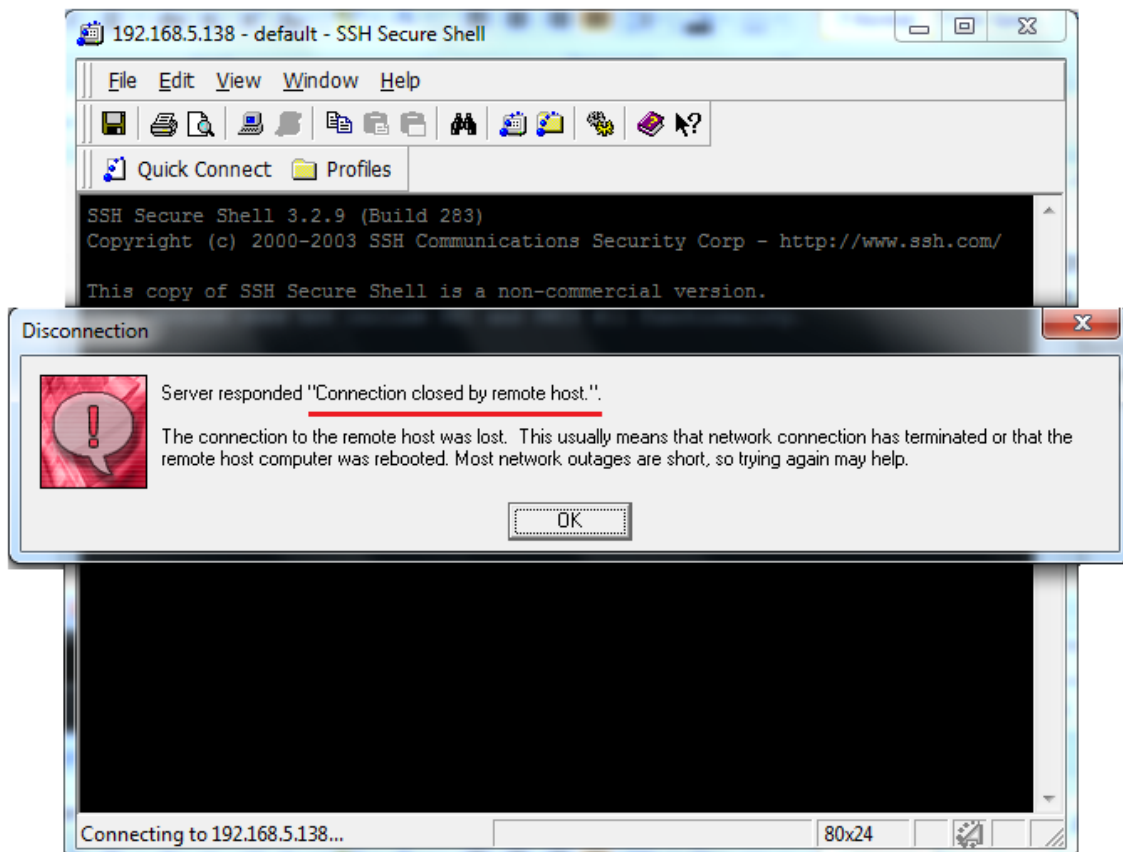 192.168.5.138 - default - SSH Secure Shell
File Edit View Window Help
Quick Connect Profiles
SSH Secure Shell 3.2.9 (Build 283)
Copyright (c) 2000-2003 SSH Communications Security Corp - http://www.ssh.com/
This copy of SSH Secure Shell is a non-commercial version.
Disconnection
Server responded "Connection closed by remote host.".
The connection to the remote host was lost. This usually means that network connection has terminated or that the
remote host computer was rebooted. Most network outages are short, so trying again may help.
OK
Connecting to 192.168.5.138...
80x24